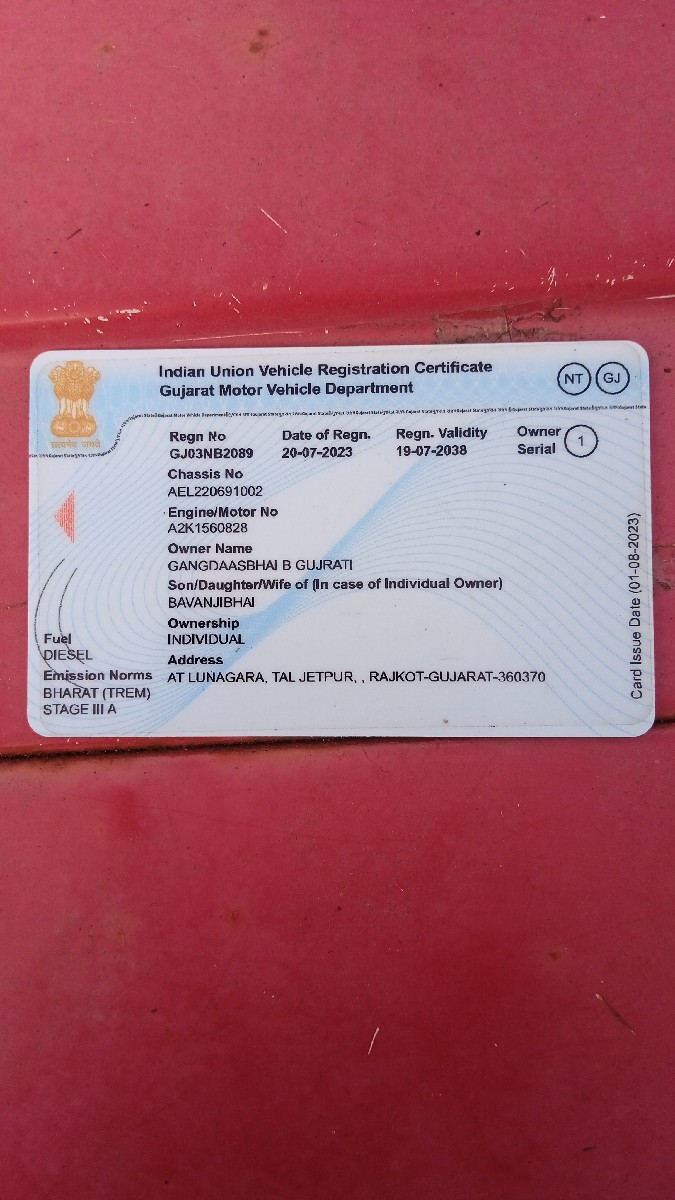 Indian Union Vehicle Registration Certificate
Gujarat Motor Vehicle Department
NT GJ
सत्यमेव जयते
Regn No Date of Regn. Regn. Validity Owner Serial 1
GJ03NB2089 20-07-2023 19-07-2038
Chassis No
AEL220691002
Engine/Motor No
A2K1560828
Owner Name
GANGDAASBHAI B GUJRATI
Son/Daughter/Wife of (In case of Individual Owner)
BAVANJIBHAI
Ownership
INDIVIDUAL
Address
AT LUNAGARA, TAL JETPUR, , RAJKOT-GUJARAT-360370
Fuel
DIESEL
Emission Norms
BHARAT (TREM)
STAGE III A
Card Issue Date (01-08-2023)